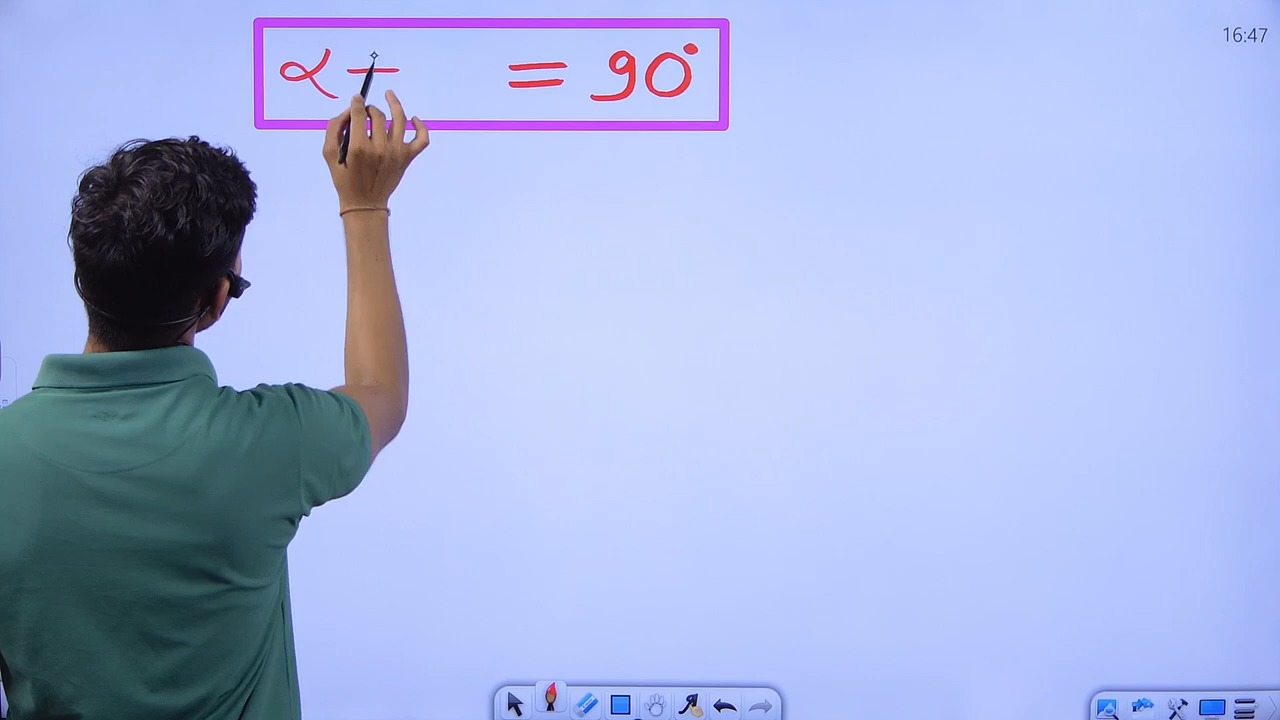 16:47
α + = 90°